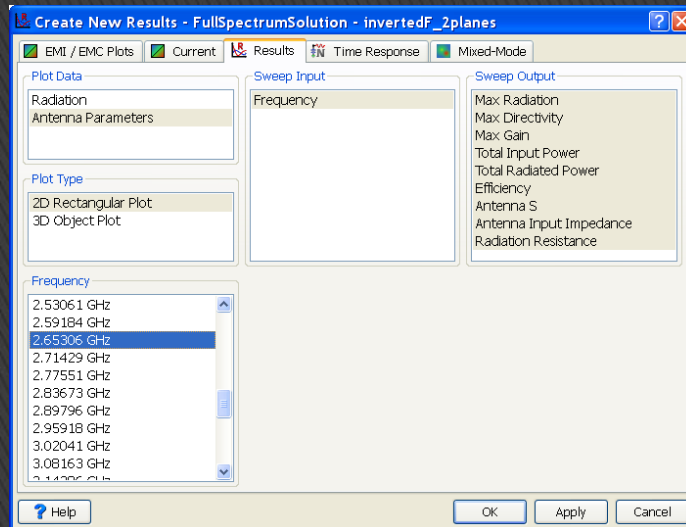 Create New Results - FullSpectrumSolution - invertedF_2planes
EMI / EMC Plots
Current
Results
Time Response
Mixed-Mode
Plot Data
Radiation
Antenna Parameters
Plot Type
2D Rectangular Plot
3D Object Plot
Frequency
2.53061 GHz
2.59184 GHz
2.65306 GHz
2.71429 GHz
2.77551 GHz
2.83673 GHz
2.89796 GHz
2.95918 GHz
3.02041 GHz
3.08163 GHz
Sweep Input
Frequency
Sweep Output
Max Radiation
Max Directivity
Max Gain
Total Input Power
Total Radiated Power
Efficiency
Antenna S
Antenna Input Impedance
Radiation Resistance
Help
OK
Apply
Cancel